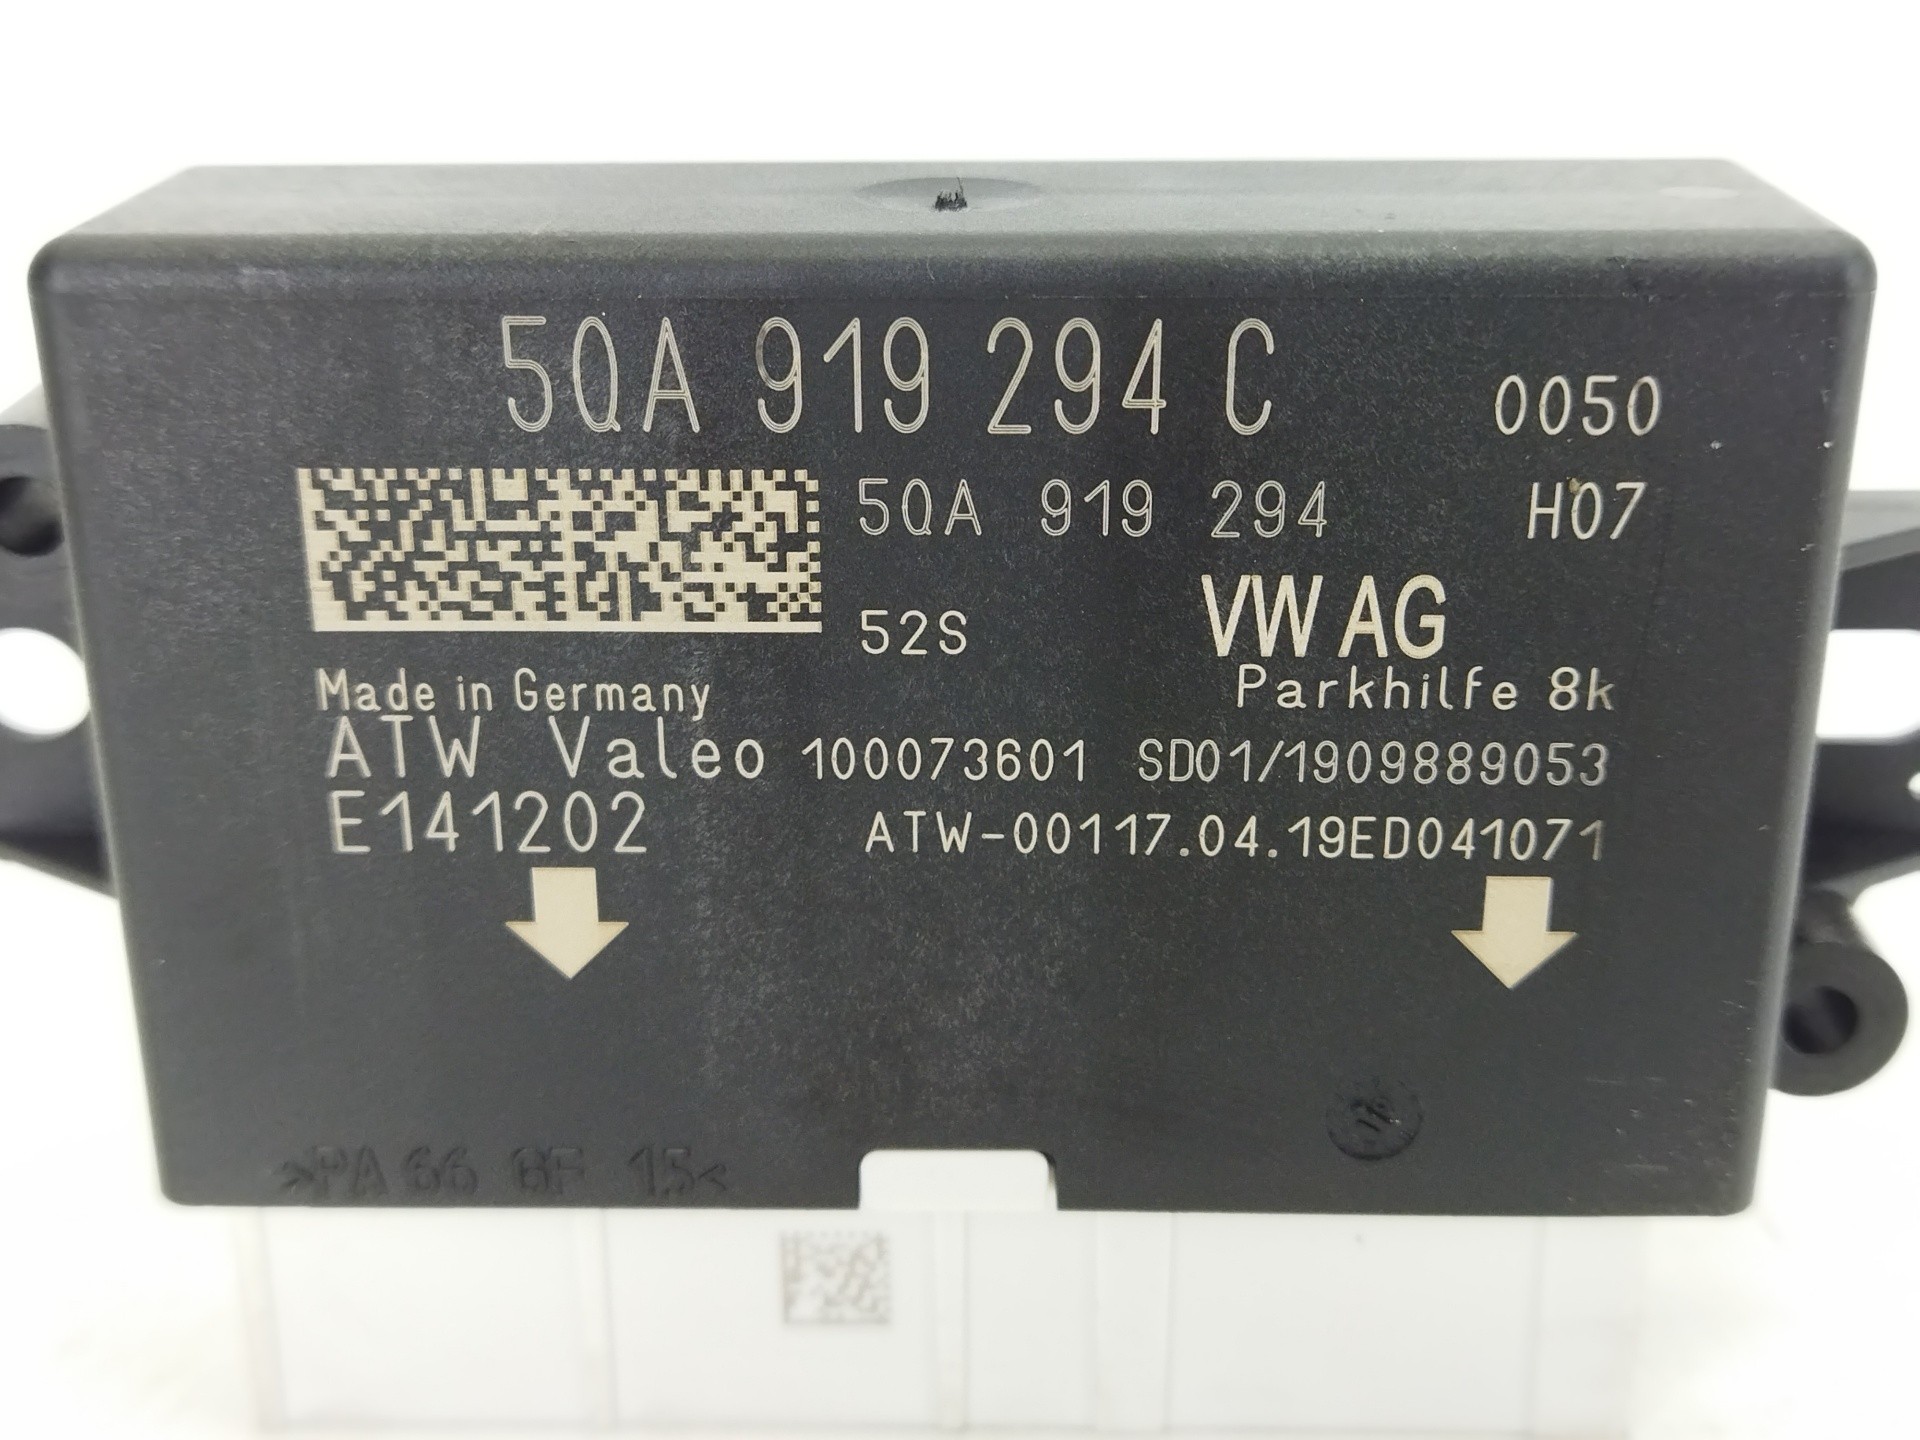 5QA 919 294 C 0050
5QA 919 294 H07
52S VW AG
Made in Germany Parkhilfe 8k
ATW Valeo 100073601 SD01/1909889053
E141202 ATW-00117.04.19ED041071
>PA 66 GF 15<